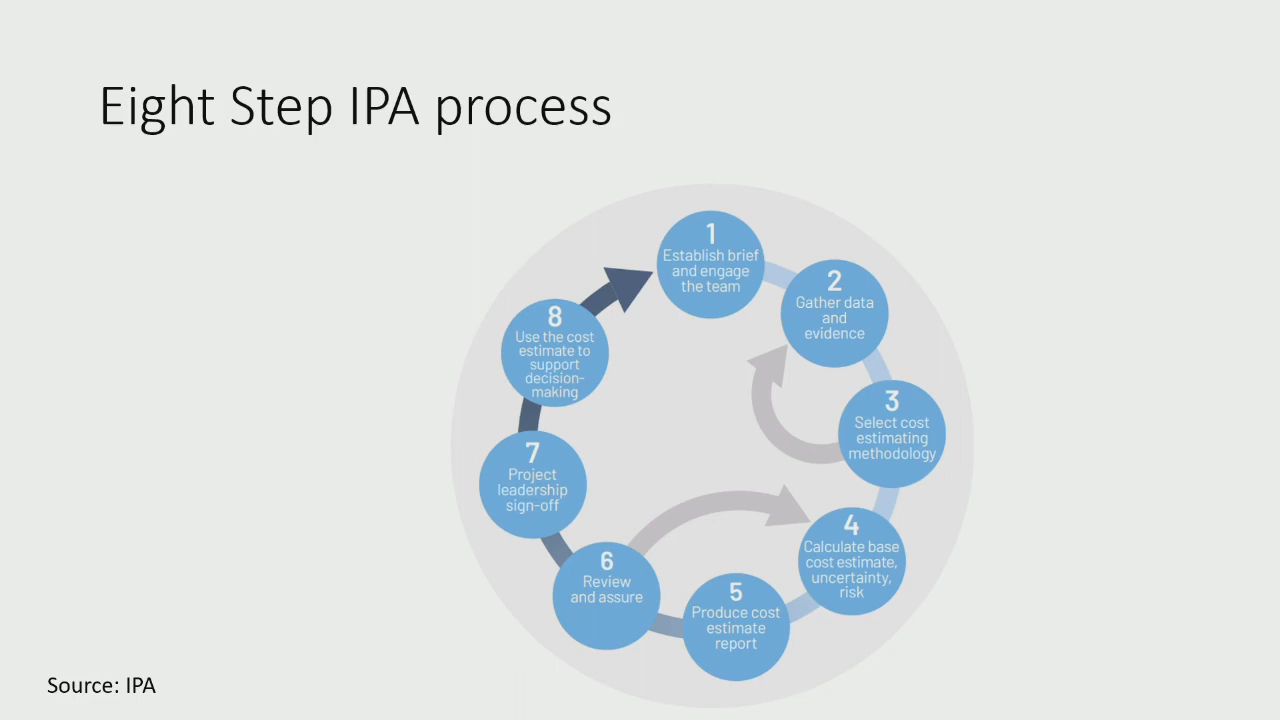 Eight Step IPA process
1
Establish brief
and engage
the team
2
Gather data
and
evidence
3
Select cost
estimating
methodology
4
Calculate base
cost estimate,
uncertainty,
risk
5
Produce cost
estimate
report
6
Review
and assure
7
Project
leadership
sign-off
8
Use the cost
estimate to
support
decision-
making
Source: IPA